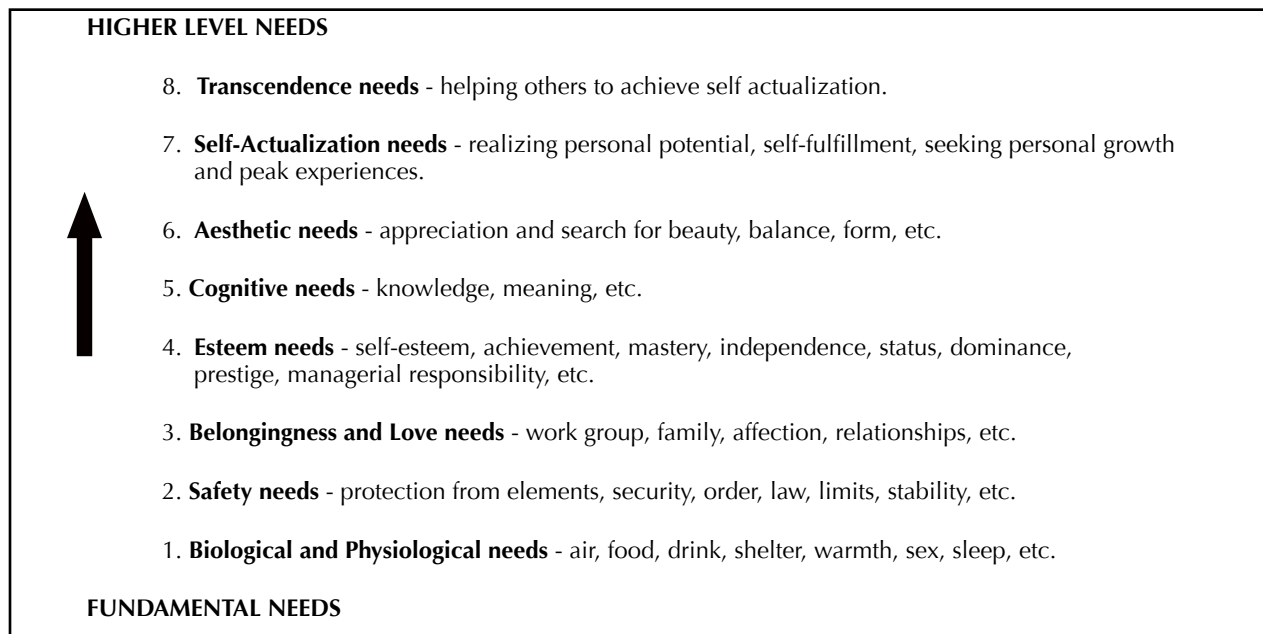 HIGHER LEVEL NEEDS
8. Transcendence needs - helping others to achieve self actualization.
7. Self-Actualization needs - realizing personal potential, self-fulfillment, seeking personal growth
and peak experiences.
6. Aesthetic needs - appreciation and search for beauty, balance, form, etc.
5. Cognitive needs - knowledge, meaning, etc.
4. Esteem needs - self-esteem, achievement, mastery, independence, status, dominance,
prestige, managerial responsibility, etc.
3. Belongingness and Love needs - work group, family, affection, relationships, etc.
2. Safety needs - protection from elements, security, order, law, limits, stability, etc.
1. Biological and Physiological needs - air, food, drink, shelter, warmth, sex, sleep, etc.
FUNDAMENTAL NEEDS